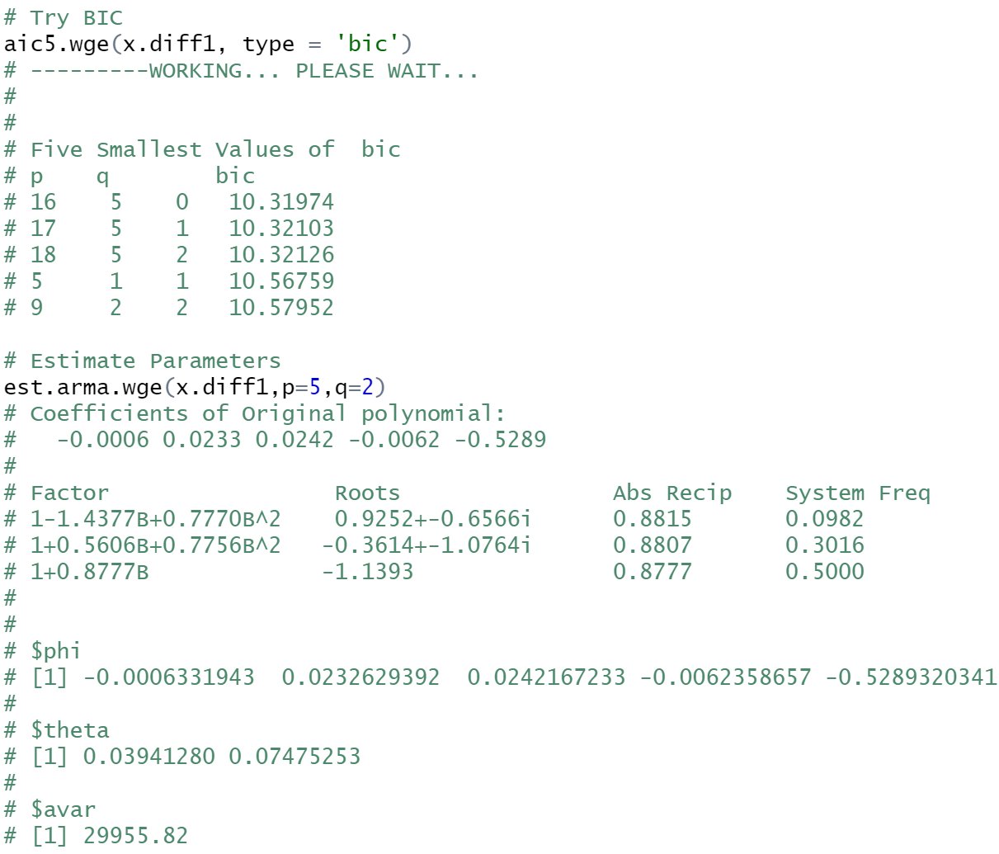 # Try BIC
aic5.wge(x.diff1, type = 'bic')
# ---------WORKING... PLEASE WAIT...
#
#
# Five Smallest Values of  bic
# p    q        bic
# 16    5    0   10.31974
# 17    5    1   10.32103
# 18    5    2   10.32126
# 5     1    1   10.56759
# 9     2    2   10.57952

# Estimate Parameters
est.arma.wge(x.diff1,p=5,q=2)
# Coefficients of Original polynomial:
#   -0.0006 0.0233 0.0242 -0.0062 -0.5289
#
# Factor                 Roots                Abs Recip    System Freq
# 1-1.4377B+0.7770B^2    0.9252+-0.6566i      0.8815       0.0982
# 1+0.5606B+0.7756B^2   -0.3614+-1.0764i      0.8807       0.3016
# 1+0.8777B             -1.1393               0.8777       0.5000
#
#
# $phi
# [1] -0.0006331943  0.0232629392  0.0242167233 -0.0062358657 -0.5289320341
#
# $theta
# [1] 0.03941280 0.07475253
#
# $avar
# [1] 29955.82